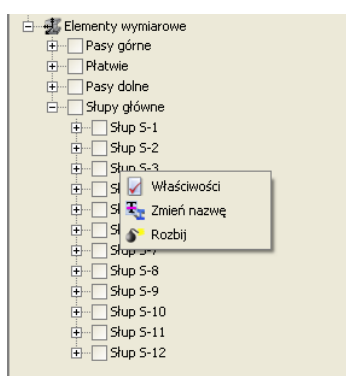 Elementy wymiarowe
Pasy górne
Płatwie
Pasy dolne
Słupy główne
Słup S-1
Słup S-2
Słup S-3
Właściwości
Zmień nazwę
Rozbij
Słup S-8
Słup S-9
Słup S-10
Słup S-11
Słup S-12